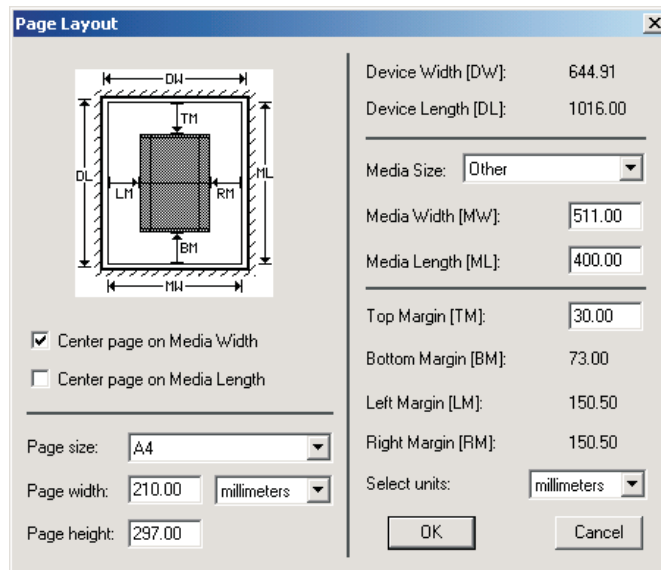 Page Layout
DW
TM
DL
ML
LM
RM
BM
MW
Center page on Media Width
Center page on Media Length
Page size: A4
Page width: 210.00 millimeters
Page height: 297.00
Device Width [DW]: 644.91
Device Length [DL]: 1016.00
Media Size: Other
Media Width [MW]: 511.00
Media Length [ML]: 400.00
Top Margin [TM]: 30.00
Bottom Margin [BM]: 73.00
Left Margin [LM]: 150.50
Right Margin [RM]: 150.50
Select units: millimeters
OK Cancel